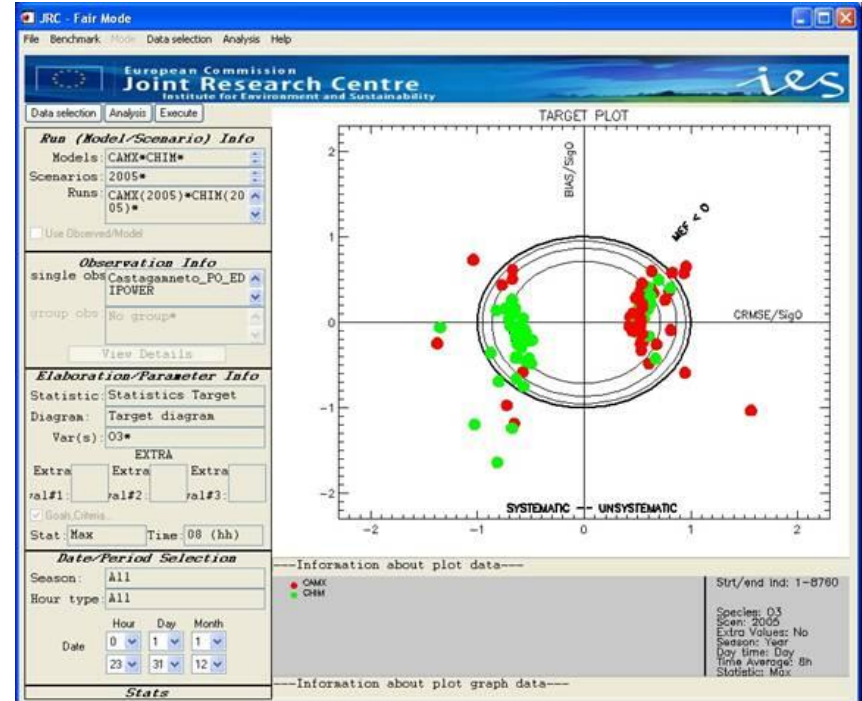 JRC - Fair Mode
File Benchmark Mode Data selection Analysis Help
European Commission
Joint Research Centre
Institute for Environment and Sustainability
ies
Data selection Analysis Execute
Run (Model/Scenario) Info
Models: CAMX*CHIM*
Scenarios: 2005*
Runs: CAMX(2005)*CHIM(20
05)*
Use Observed/Model
Observation Info
single obs Castagamneto_PO_ED
IPOWER
group obs: No group*
View Details
Elaboration/Parameter Info
Statistic: Statistics Target
Diagram: Target diagram
Var(s): O3*
EXTRA
Extra Extra Extra
val#1: val#2: val#3:
Goals,Criteria...
Stat: Max Time: 08 (hh)
Date/Period Selection
Season: All
Hour type: All
Hour Day Month
Date 0 1 1
23 31 12
Stats
TARGET PLOT
BIAS/SigO
MEF < 0
CRMSE/SigO
2
1
0
-1
-2
SYSTEMATIC -- UNSYSTEMATIC
-2 -1 0 1 2
---Information about plot data---
CAMX
CHIM
Strt/end Ind: 1-8760
Species: O3
Scen: 2005
Extra Values: No
Season: Year
Day time: Day
Time Average: 8h
Statistic: Max
---Information about plot graph data---